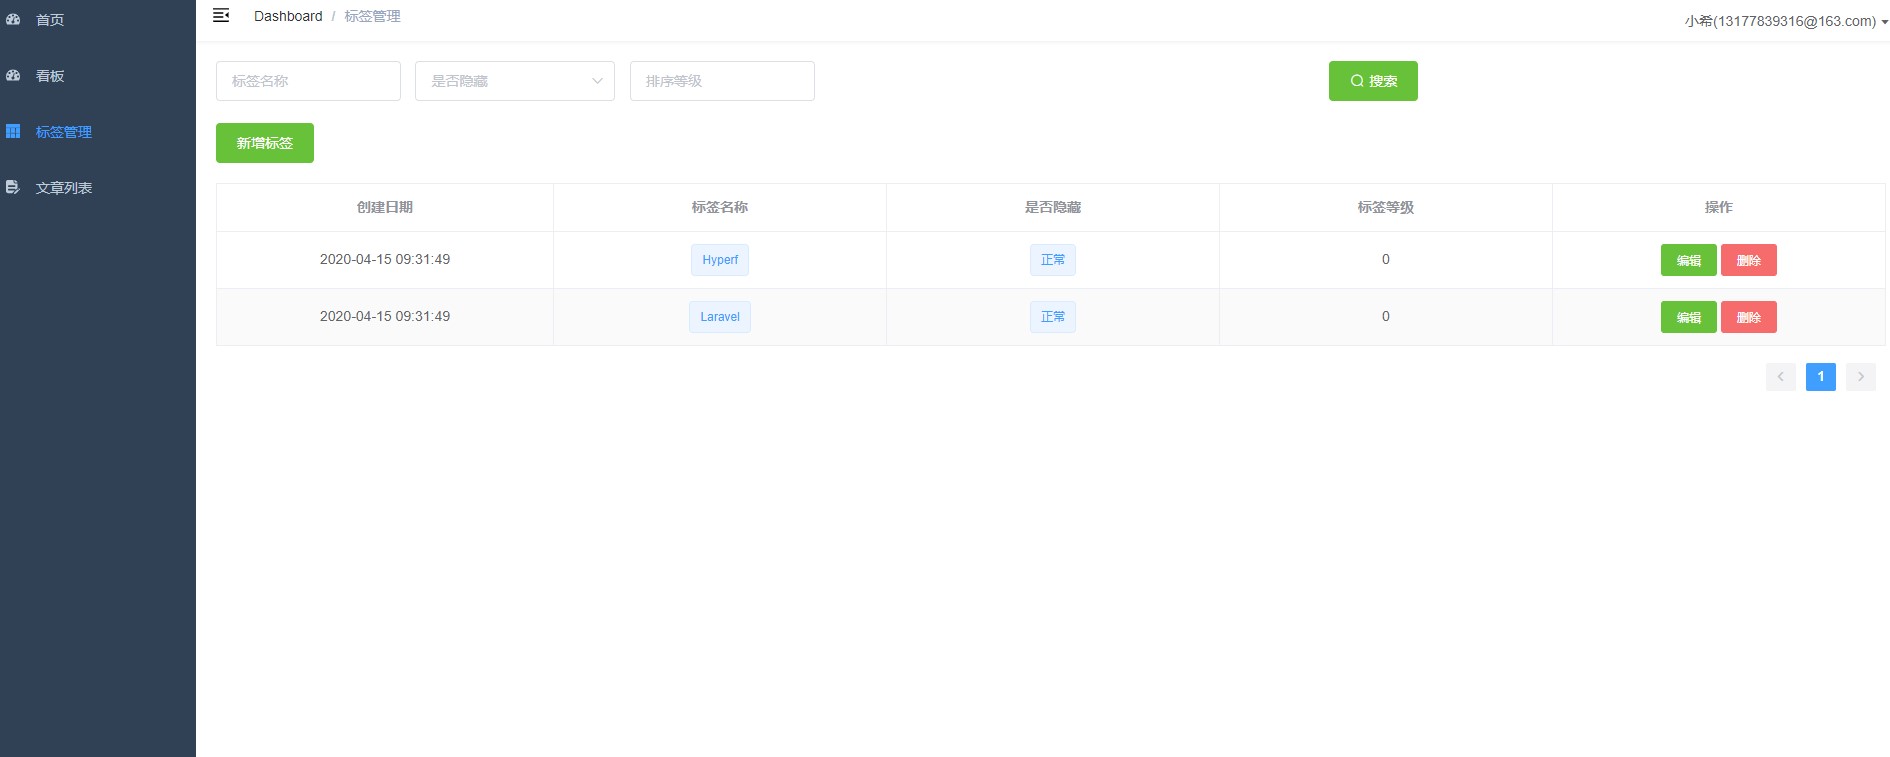 首页
看板
标签管理
文章列表
Dashboard / 标签管理
小希(13177839316@163.com)
标签名称 是否隐藏 排序等级 搜索
新增标签
创建日期 标签名称 是否隐藏 标签等级 操作
2020-04-15 09:31:49 Hyperf 正常 0 编辑 删除
2020-04-15 09:31:49 Laravel 正常 0 编辑 删除
1